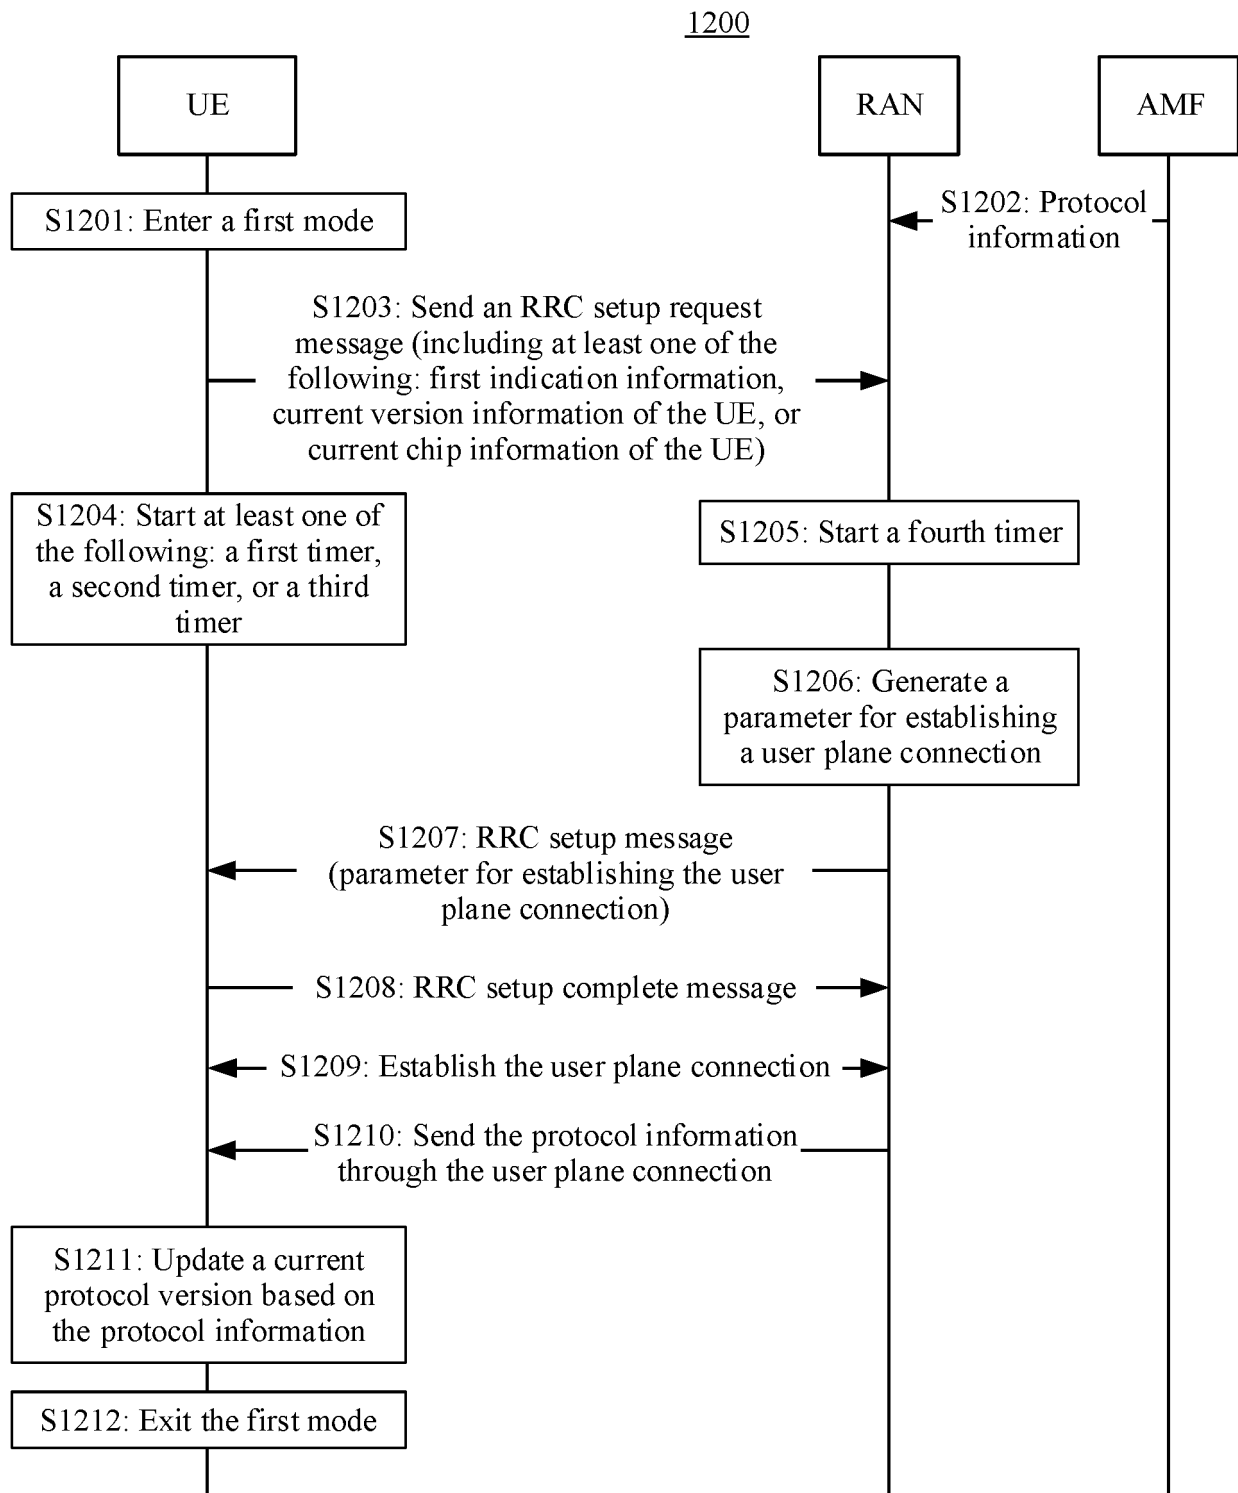 1200
UE
RAN
AMF
S1201: Enter a first mode
S1202: Protocol
information
S1203: Send an RRC setup request
message (including at least one of the
following: first indication information,
current version information of the UE, or
current chip information of the UE)
S1204: Start at least one of
the following: a first timer,
a second timer, or a third
timer
S1205: Start a fourth timer
S1206: Generate a
parameter for establishing
a user plane connection
S1207: RRC setup message
(parameter for establishing the user
plane connection)
S1208: RRC setup complete message
S1209: Establish the user plane connection
S1210: Send the protocol information
through the user plane connection
S1211: Update a current
protocol version based on
the protocol information
S1212: Exit the first mode